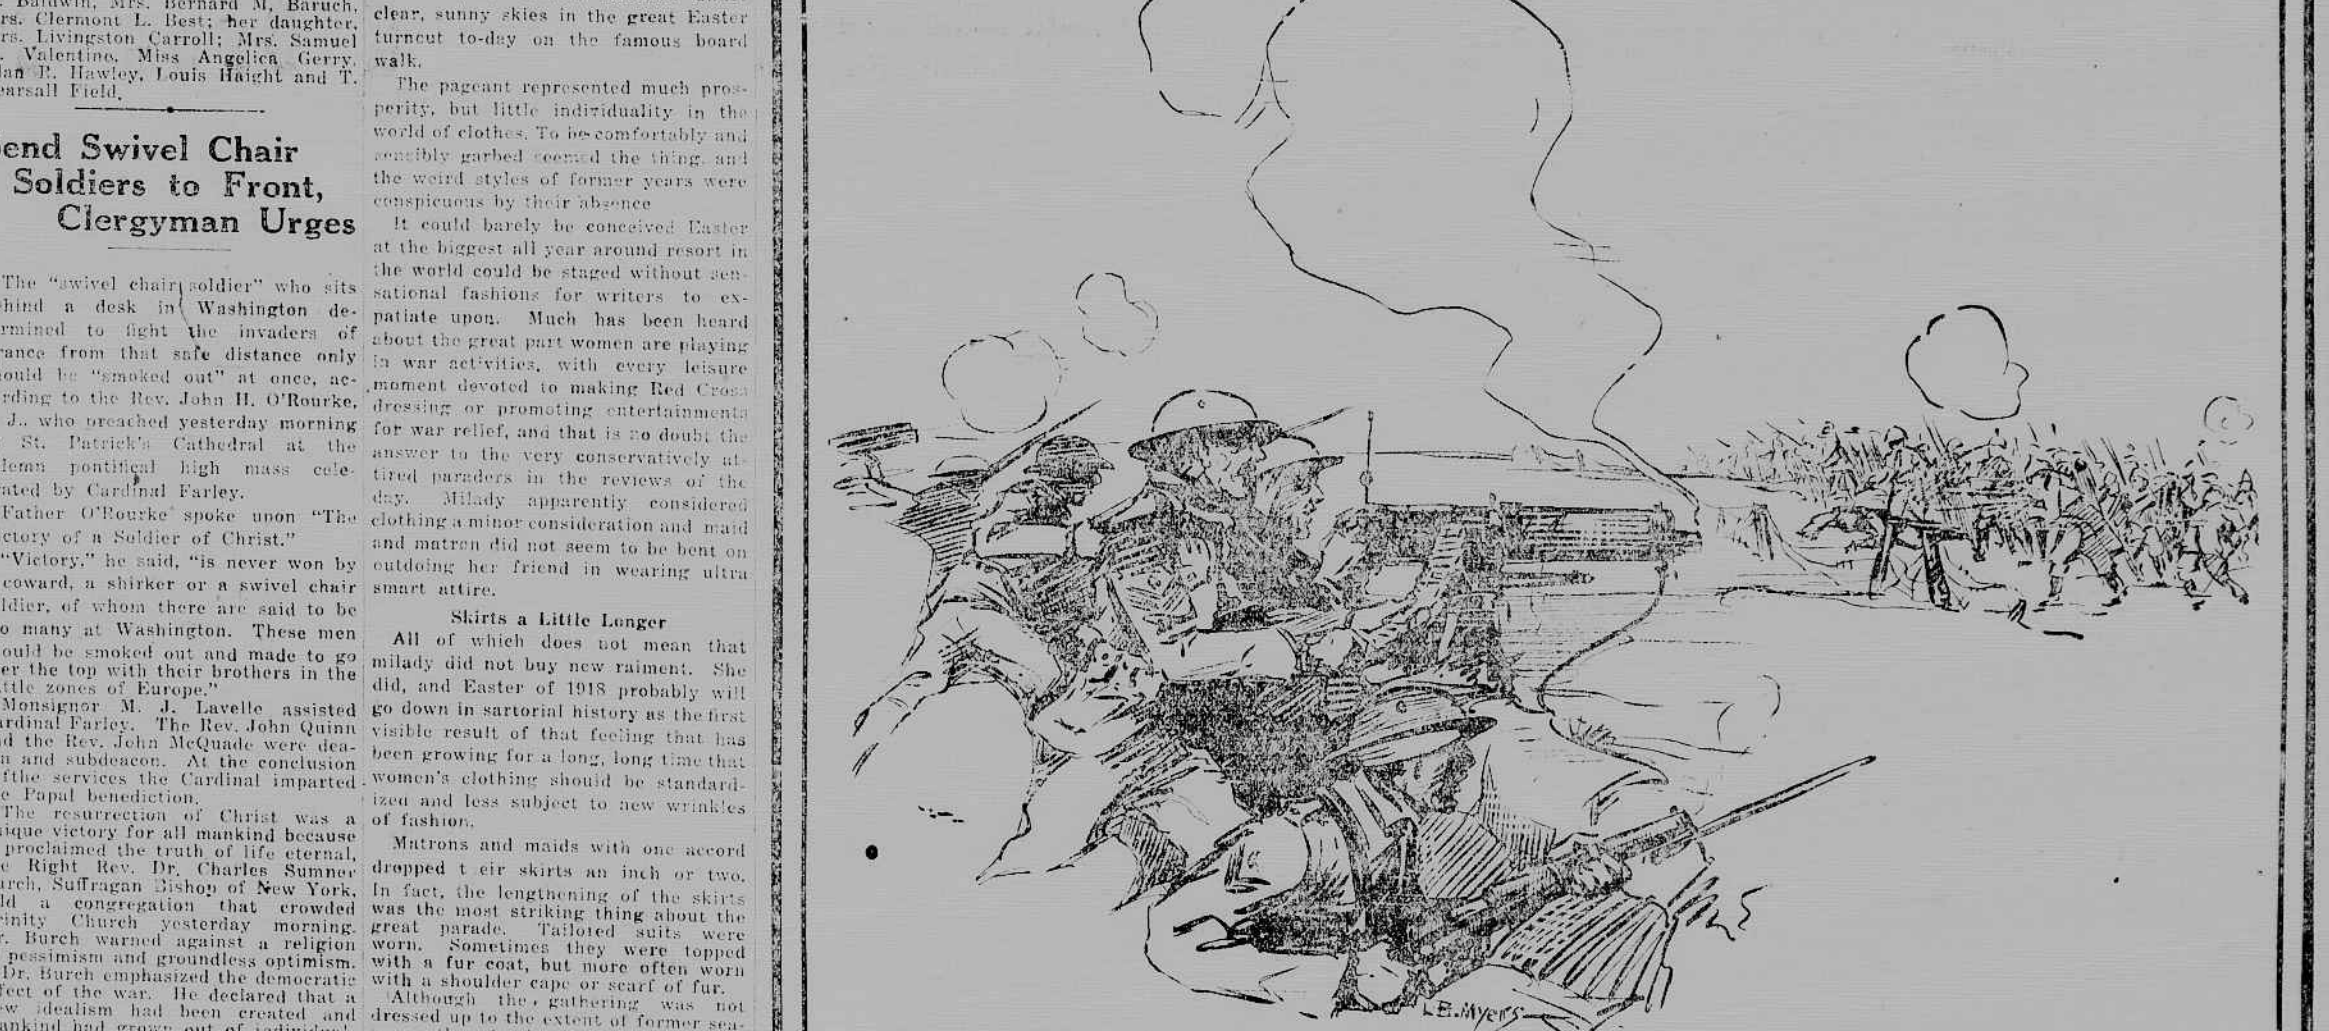 Baldwin, Mrs. Bernard M. Baruch,
rs. Clermont L. Best; her daughter,
rs. Livingston Carroll; Mrs. Samuel
. Valentine, Miss Angelica Gerry,
lan R. Hawley, Louis Haight and T.
earsall Field.
end Swivel Chair
Soldiers to Front,
Clergyman Urges
The "swivel chair soldier" who sits
hind a desk in Washington de-
rmined to fight the invaders of
rance from that safe distance only
ould be "smoked out" at once, ac-
rding to the Rev. John H. O'Rourke,
J., who preached yesterday morning
St. Patrick's Cathedral at the
lemn pontifical high mass cele-
ated by Cardinal Farley.
Father O'Rourke spoke upon "The
ctory of a Soldier of Christ."
"Victory," he said, "is never won by
coward, a shirker or a swivel chair
ldier, of whom there are said to be
o many at Washington. These men
ould be smoked out and made to go
er the top with their brothers in the
ttle zones of Europe."
Monsignor M. J. Lavelle assisted
ardinal Farley. The Rev. John Quinn
d the Rev. John McQuade were dea-
n and subdeacon. At the conclusion
fthe services the Cardinal imparted
e Papal benediction.
The resurrection of Christ was a
nique victory for all mankind because
proclaimed the truth of life eternal,
e Right Rev. Dr. Charles Sumner
urch, Suffragan Bishop of New York,
ld a congregation that crowded
rinity Church yesterday morning.
r. Burch warned against a religion
pessimism and groundless optimism.
Dr. Burch emphasized the democratic
fect of the war. He declared that a
ew idealism had been created and
ankind had grown out of individual
clear, sunny skies in the great Easter
turncut to-day on the famous board
walk.
The pageant represented much pros-
perity, but little individuality in the
world of clothes. To be comfortably and
sensibly garbed seemed the thing, and
the weird styles of former years were
conspicuous by their absence
It could barely be conceived Easter
at the biggest all year around resort in
the world could be staged without sen-
sational fashions for writers to ex-
patiate upon. Much has been heard
about the great part women are playing
in war activities, with every leisure
moment devoted to making Red Cross
dressing or promoting entertainments
for war relief, and that is no doubt the
answer to the very conservatively at-
tired paraders in the reviews of the
day. Milady apparently considered
clothing a minor consideration and maid
and matron did not seem to be bent on
outdoing her friend in wearing ultra
smart attire.
Skirts a Little Longer
All of which does not mean that
milady did not buy new raiment. She
did, and Easter of 1918 probably will
go down in sartorial history as the first
visible result of that feeling that has
been growing for a long, long time that
women's clothing should be standard-
ized and less subject to new wrinkles
of fashion.
Matrons and maids with one accord
dropped t eir skirts an inch or two.
In fact, the lengthening of the skirts
was the most striking thing about the
great parade. Tailored suits were
worn. Sometimes they were topped
with a fur coat, but more often worn
with a shoulder cape or scarf of fur.
Although the gathering was not
dressed up to the extent of former sea-
L.B. Myers